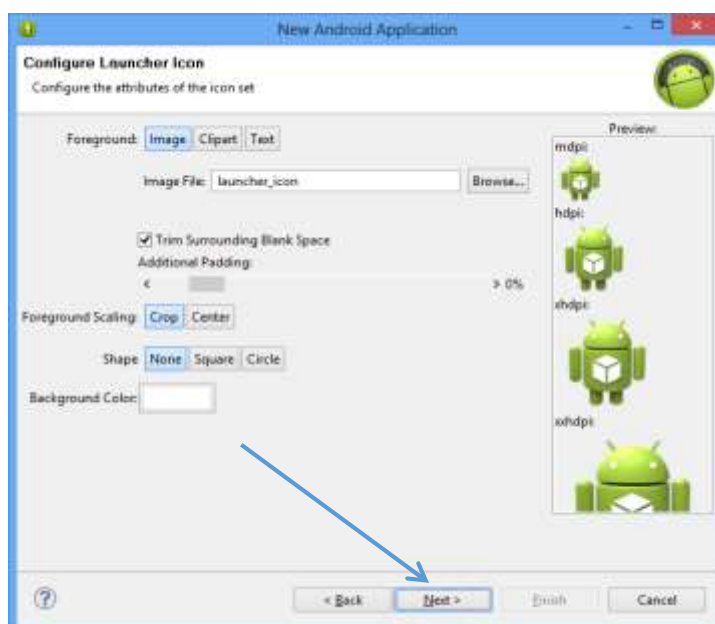 New Android Application
Configure Launcher Icon
Configure the attributes of the icon set
Foreground: Image Clipart Text
Image File: launcher_icon Browse...
Trim Surrounding Blank Space
Additional Padding:
< > 0%
Foreground Scaling: Crop Center
Shape None Square Circle
Background Color:
Preview:
mdpi:
hdpi:
xhdpi:
xxhdpi:
? < Back Next > Finish Cancel